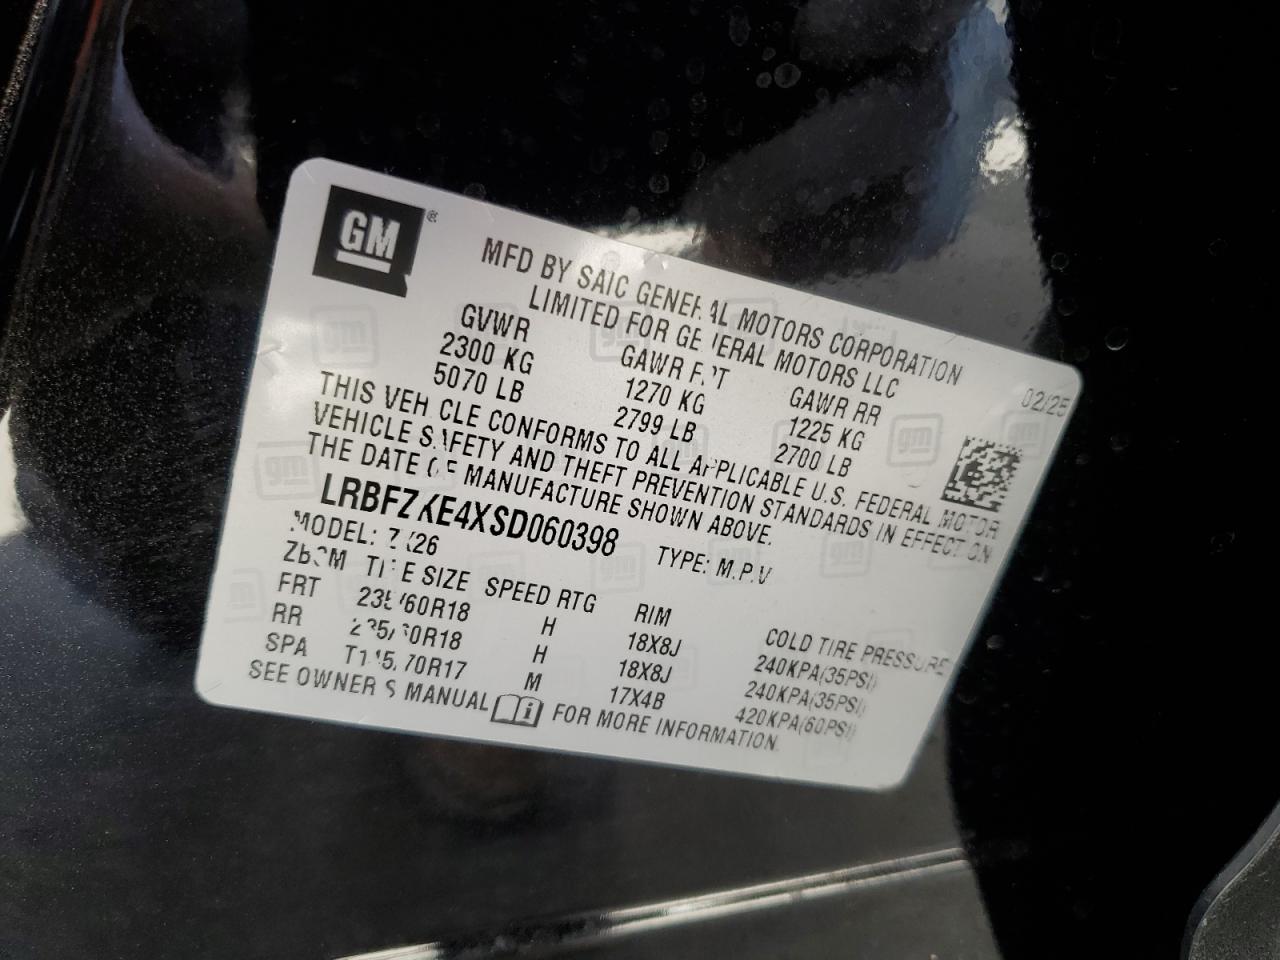 GM®
MFD BY SAIC GENERAL MOTORS CORPORATION
LIMITED FOR GENERAL MOTORS LLC
02/25
GVWR GAWR FRT GAWR RR
2300 KG 1270 KG 1225 KG
5070 LB 2799 LB 2700 LB
THIS VEHICLE CONFORMS TO ALL APPLICABLE U.S. FEDERAL MOTOR
VEHICLE SAFETY AND THEFT PREVENTION STANDARDS IN EFFECT ON
THE DATE OF MANUFACTURE SHOWN ABOVE.
TYPE: M.P.V
MODEL:
TIRE SIZE SPEED RTG RIM COLD TIRE PRESSURE
FRT 235/60R18 H 18X8J 240KPA(35PSI)
RR 235/60R18 H 18X8J 240KPA(35PSI)
SPA 17X4B M 420KPA(60PSI)
SEE OWNER'S MANUAL FOR MORE INFORMATION.